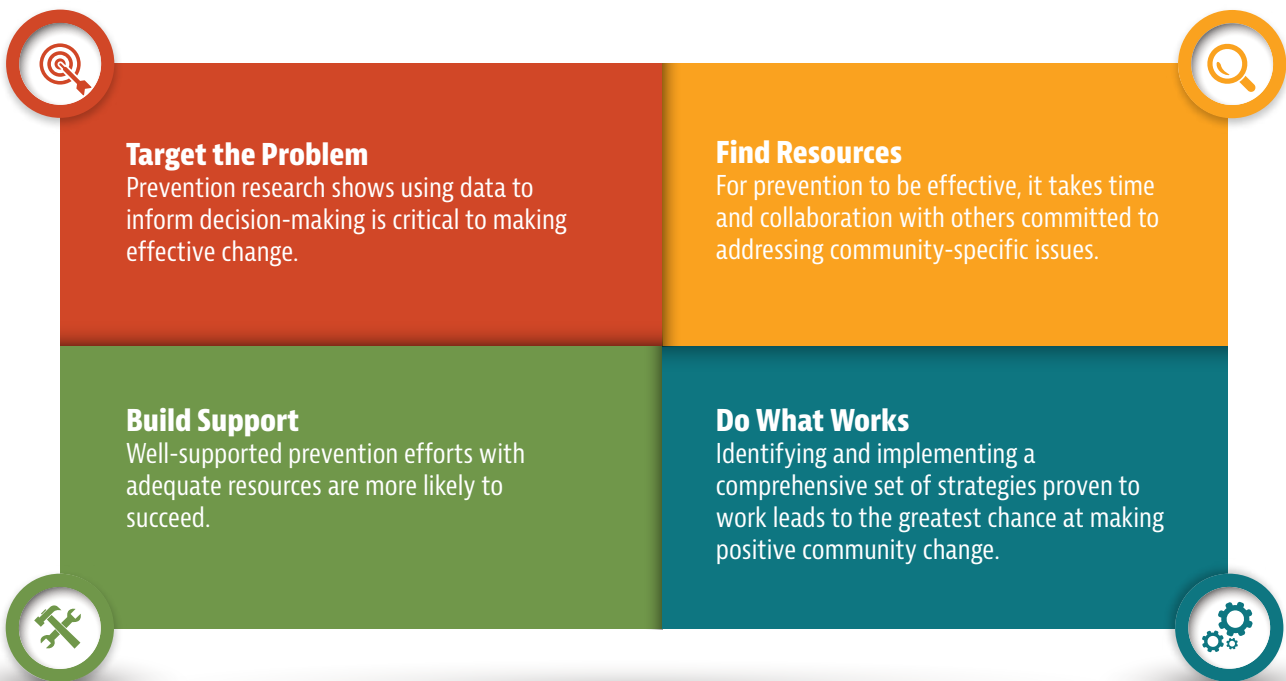 Target the Problem
Prevention research shows using data to
inform decision-making is critical to making
effective change.
Find Resources
For prevention to be effective, it takes time
and collaboration with others committed to
addressing community-specific issues.
Build Support
Well-supported prevention efforts with
adequate resources are more likely to
succeed.
Do What Works
Identifying and implementing a
comprehensive set of strategies proven to
work leads to the greatest chance at making
positive community change.